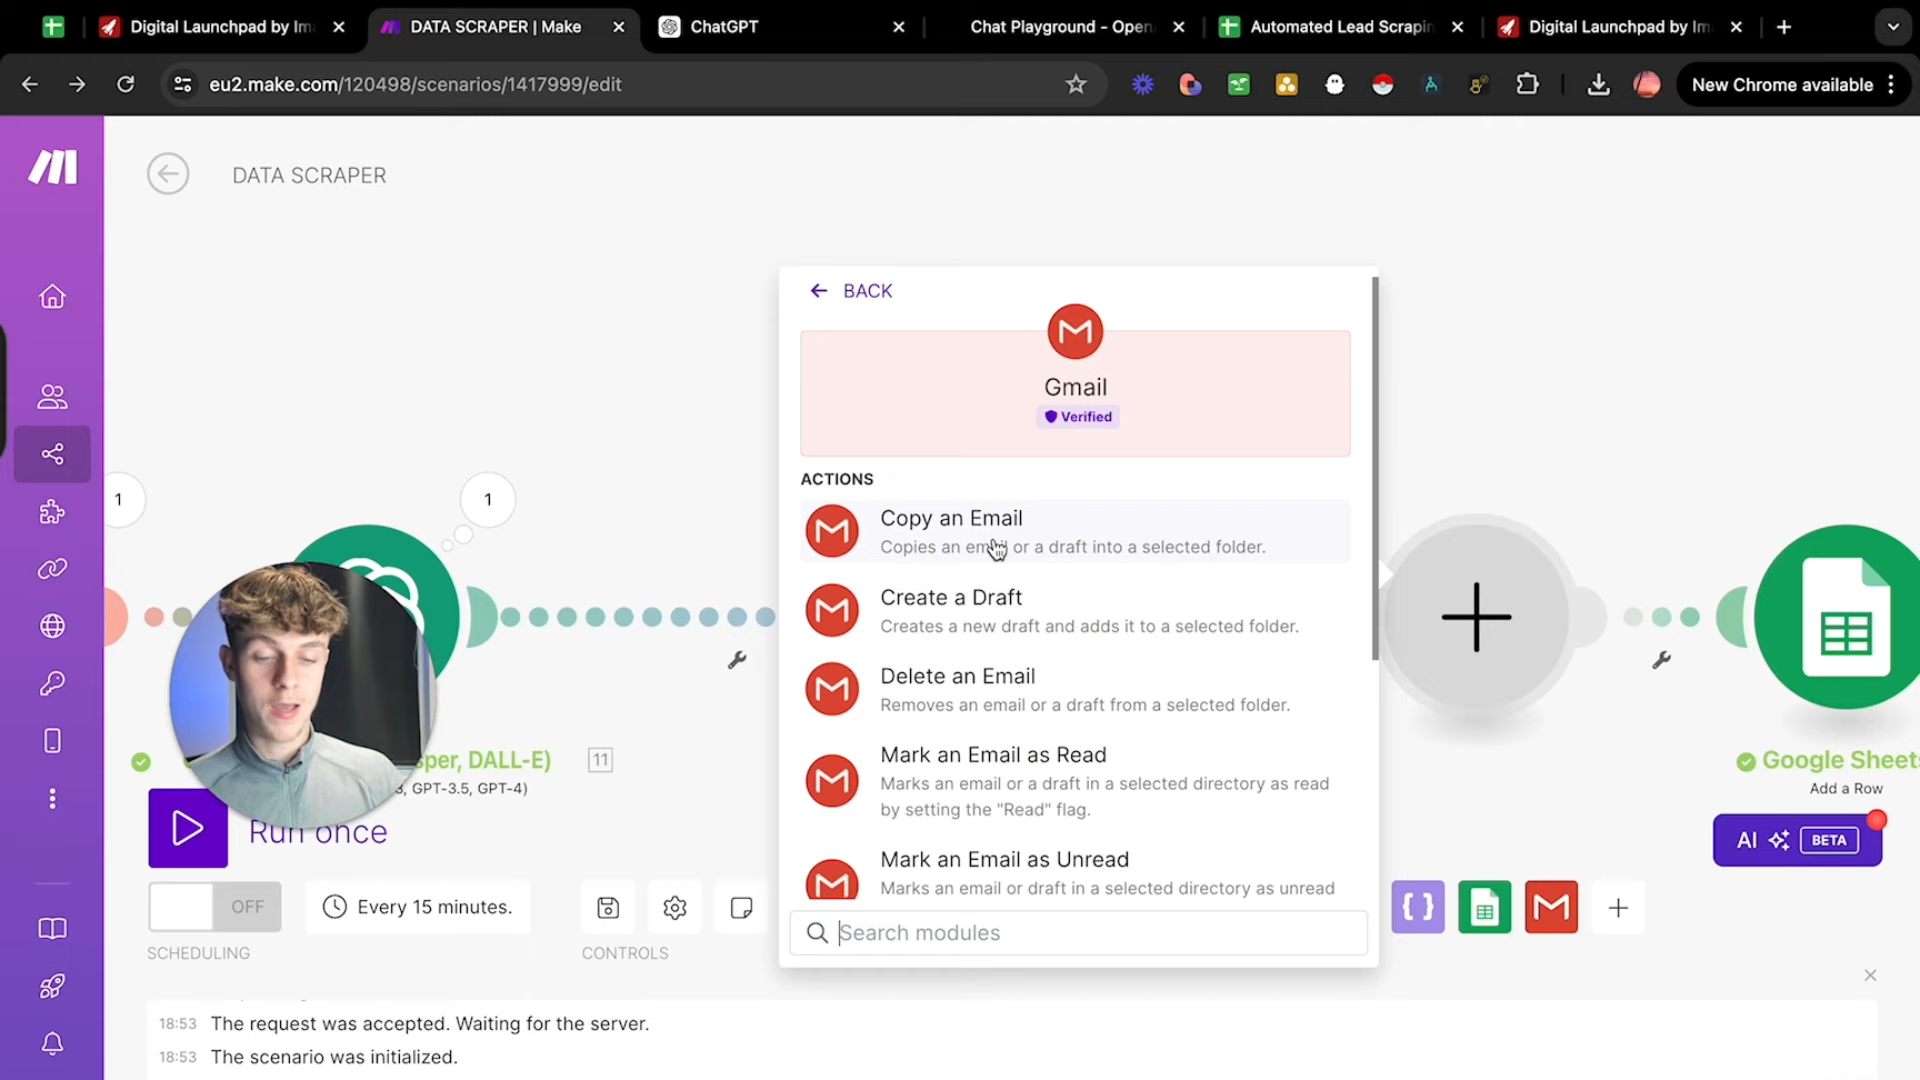 Digital Launchpad by Im
DATA SCRAPER | Make
ChatGPT
Chat Playground - Open
Automated Lead Scrapin
Digital Launchpad by Im
eu2.make.com/120498/scenarios/1417999/edit
New Chrome available
DATA SCRAPER
BACK
Gmail
Verified
ACTIONS
Copy an Email
Copies an email or a draft into a selected folder.
Create a Draft
Creates a new draft and adds it to a selected folder.
Delete an Email
Removes an email or a draft from a selected folder.
Mark an Email as Read
Marks an email or a draft in a selected directory as read
by setting the "Read" flag.
Mark an Email as Unread
Marks an email or draft in a selected directory as unread
Search modules
1
1
sper, DALL-E)
11
, GPT-3.5, GPT-4)
Google Sheets
Add a Row
AI
BETA
Run once
OFF
Every 15 minutes.
SCHEDULING
CONTROLS
18:53 The request was accepted. Waiting for the server.
18:53 The scenario was initialized.